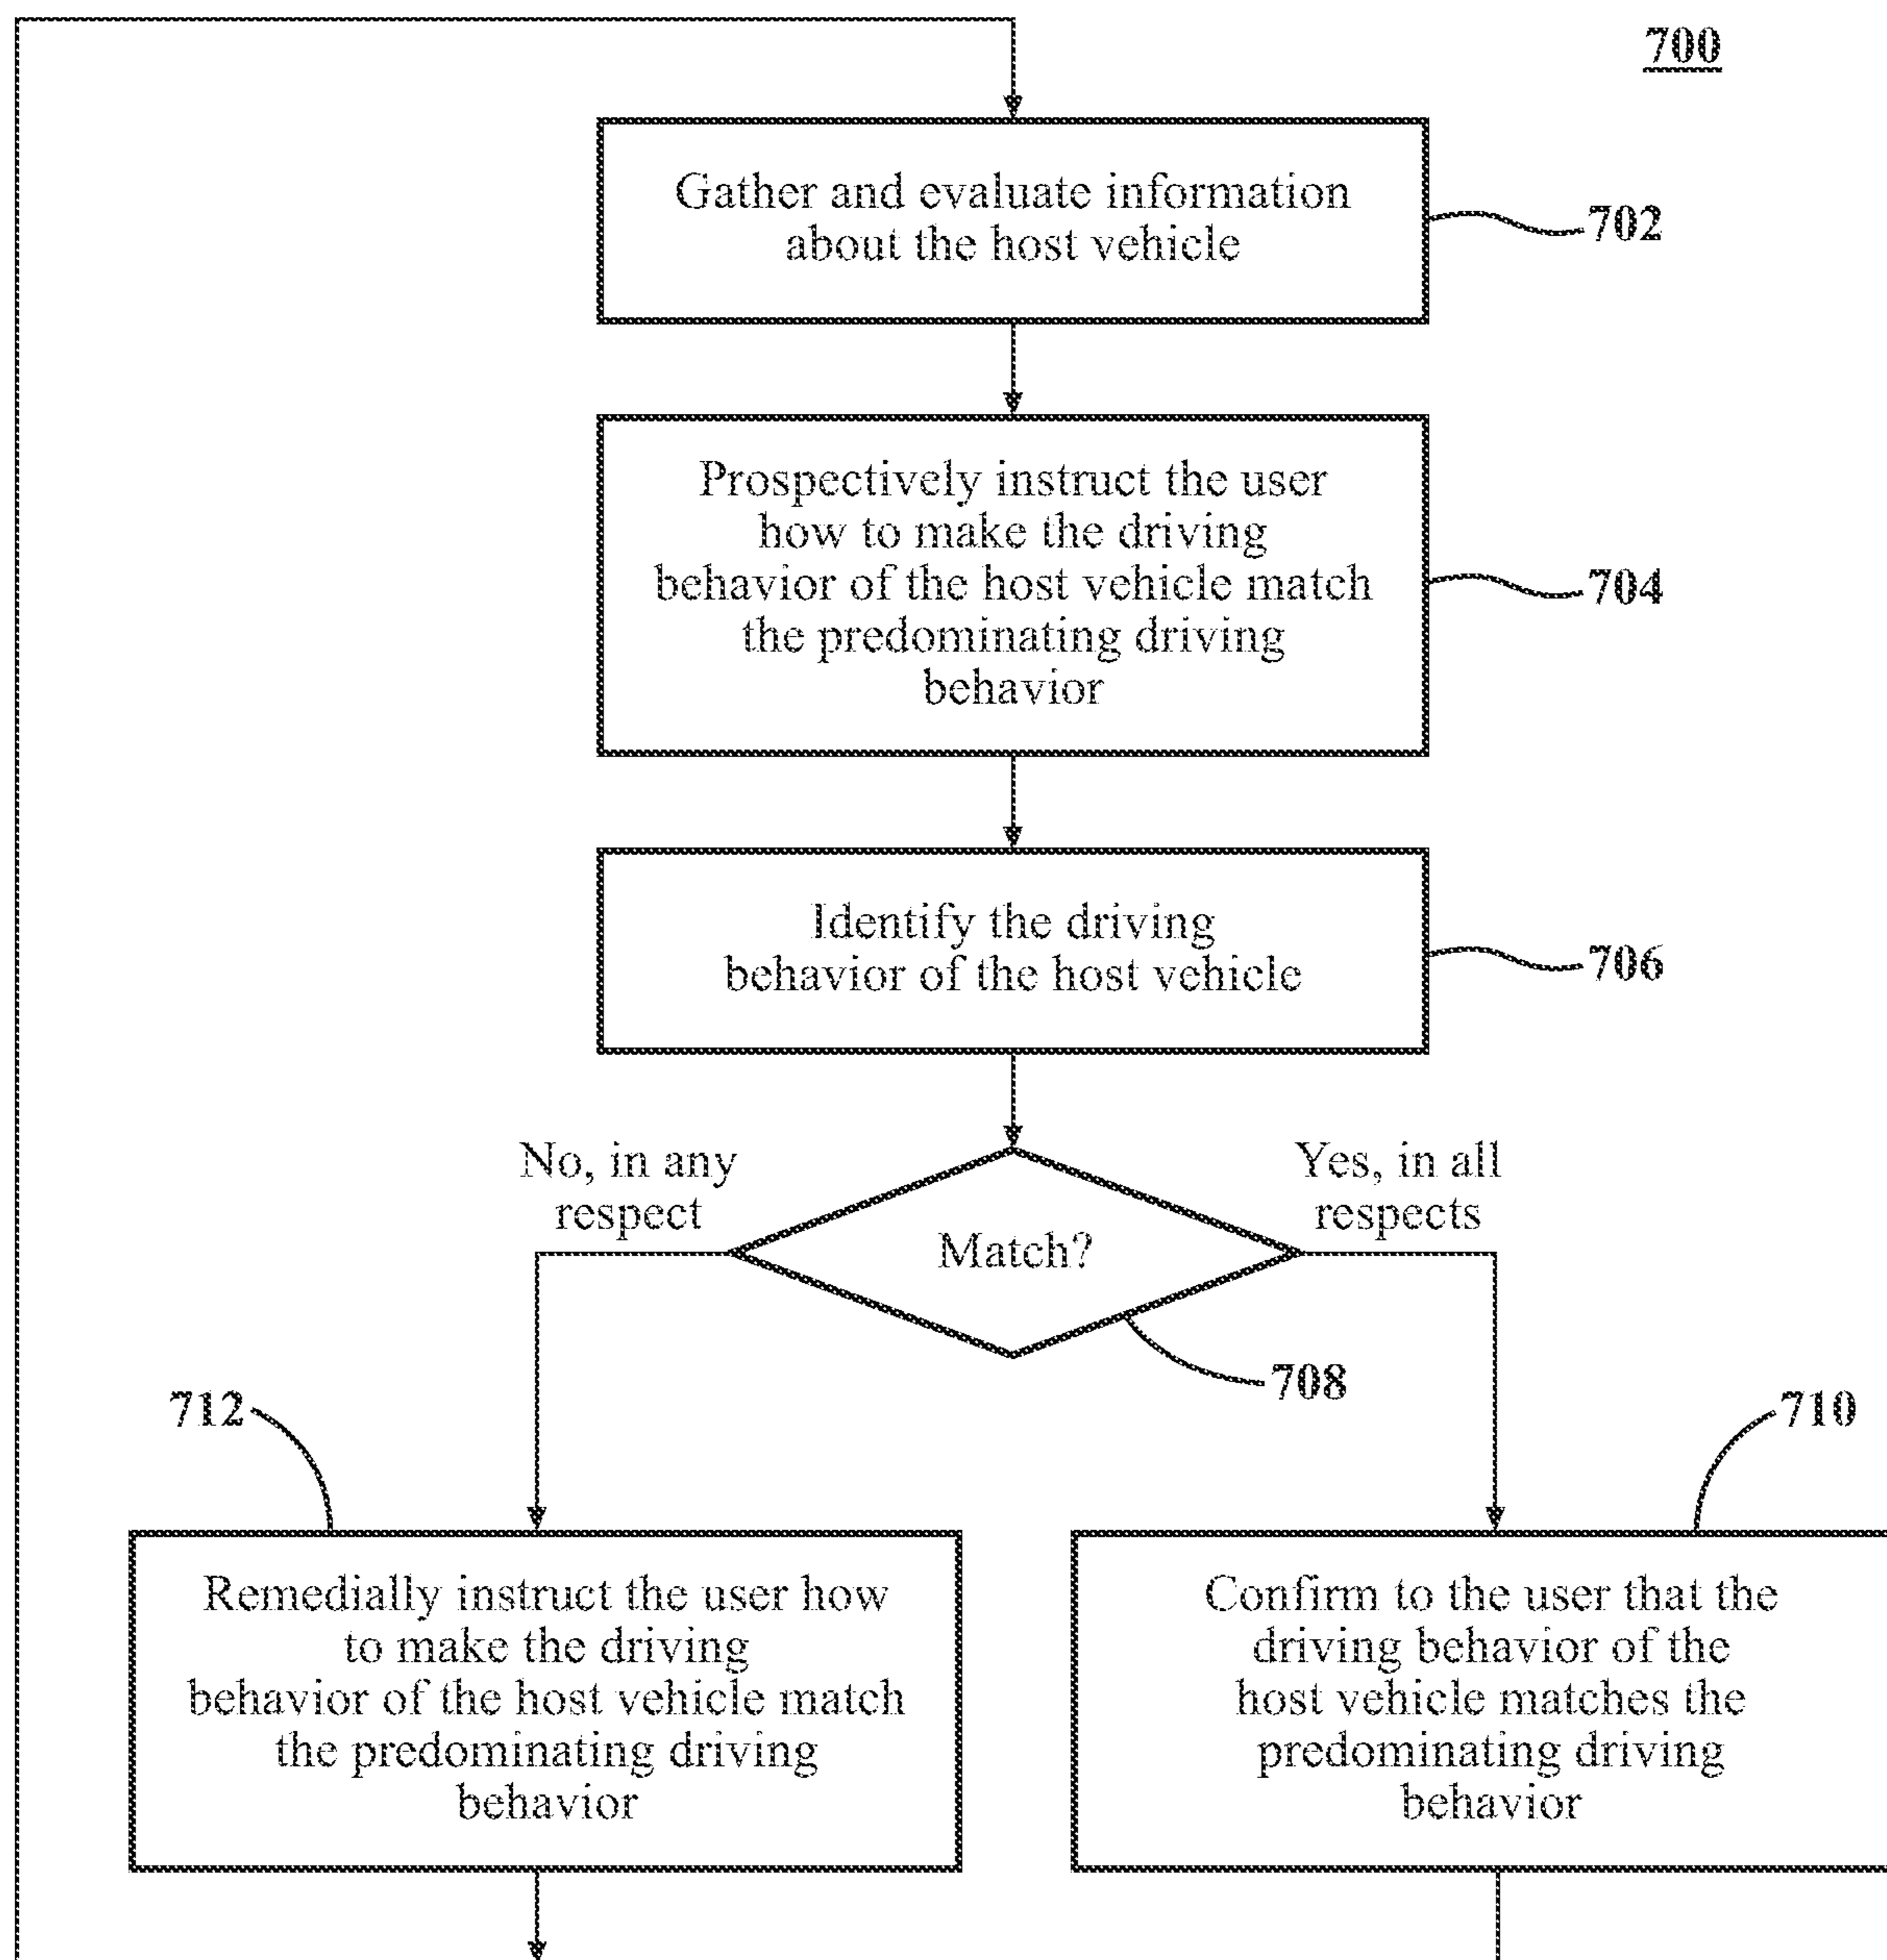 700
Gather and evaluate information
about the host vehicle
702
Prospectively instruct the user
how to make the driving
behavior of the host vehicle match
the predominating driving
behavior
704
Identify the driving
behavior of the host vehicle
706
No, in any
respect
Yes, in all
respects
Match?
708
712
710
Remedially instruct the user how
to make the driving
behavior of the host vehicle match
the predominating driving
behavior
Confirm to the user that the
driving behavior of the
host vehicle matches the
predominating driving
behavior